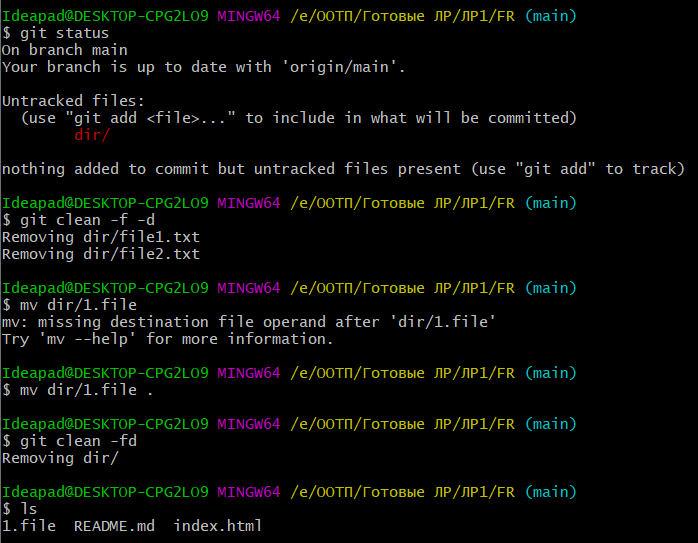 Ideapad@DESKTOP-CPG2LO9 MINGW64 /e/ООТП/Готовые ЛР/ЛР1/FR (main)
$ git status
On branch main
Your branch is up to date with 'origin/main'.
Untracked files:
  (use "git add <file>..." to include in what will be committed)
        dir/
nothing added to commit but untracked files present (use "git add" to track)
Ideapad@DESKTOP-CPG2LO9 MINGW64 /e/ООТП/Готовые ЛР/ЛР1/FR (main)
$ git clean -f -d
Removing dir/file1.txt
Removing dir/file2.txt
Ideapad@DESKTOP-CPG2LO9 MINGW64 /e/ООТП/Готовые ЛР/ЛР1/FR (main)
$ mv dir/1.file
mv: missing destination file operand after 'dir/1.file'
Try 'mv --help' for more information.
Ideapad@DESKTOP-CPG2LO9 MINGW64 /e/ООТП/Готовые ЛР/ЛР1/FR (main)
$ mv dir/1.file .
Ideapad@DESKTOP-CPG2LO9 MINGW64 /e/ООТП/Готовые ЛР/ЛР1/FR (main)
$ git clean -fd
Removing dir/
Ideapad@DESKTOP-CPG2LO9 MINGW64 /e/ООТП/Готовые ЛР/ЛР1/FR (main)
$ ls
1.file  README.md  index.html